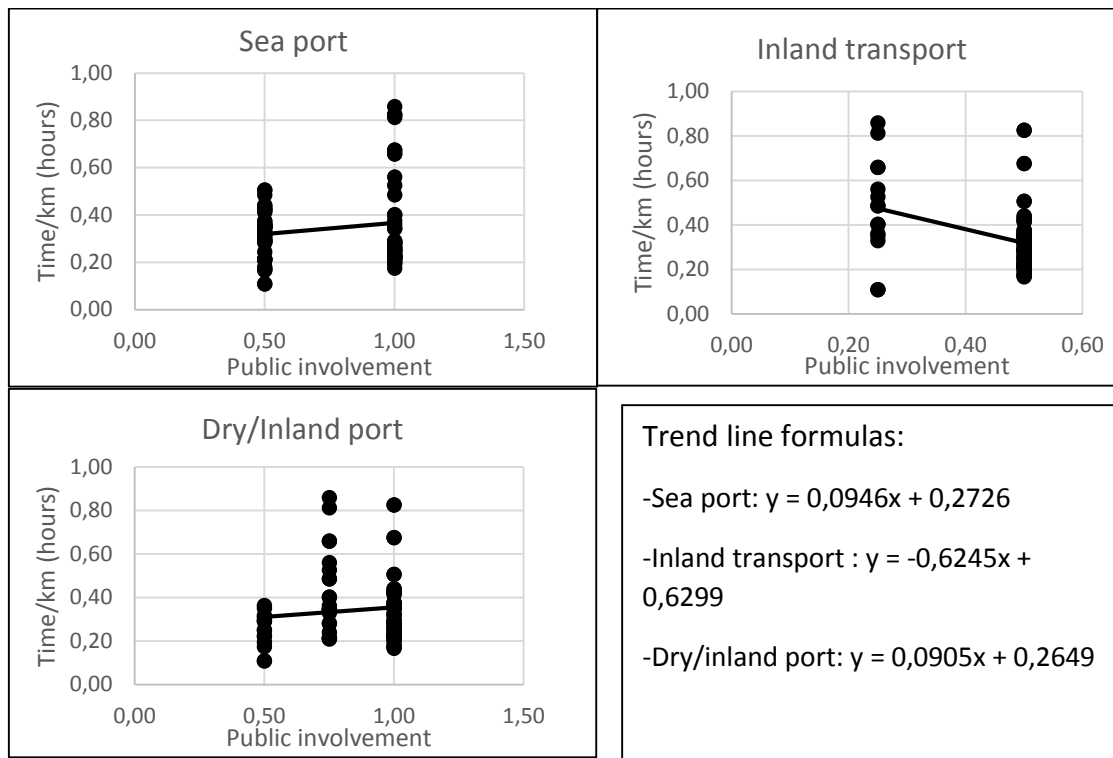 Sea port
1,00
0,80
0,60
0,40
0,20
0,00
Time/km (hours)
0,00 0,50 1,00 1,50
Public involvement
Inland transport
1,00
0,80
0,60
0,40
0,20
0,00
Time/km (hours)
0,00 0,20 0,40 0,60
Public involvement
Dry/Inland port
1,00
0,80
0,60
0,40
0,20
0,00
Time/km (hours)
0,00 0,50 1,00 1,50
Public involvement
Trend line formulas:
-Sea port: y = 0,0946x + 0,2726
-Inland transport : y = -0,6245x +
0,6299
-Dry/inland port: y = 0,0905x + 0,2649